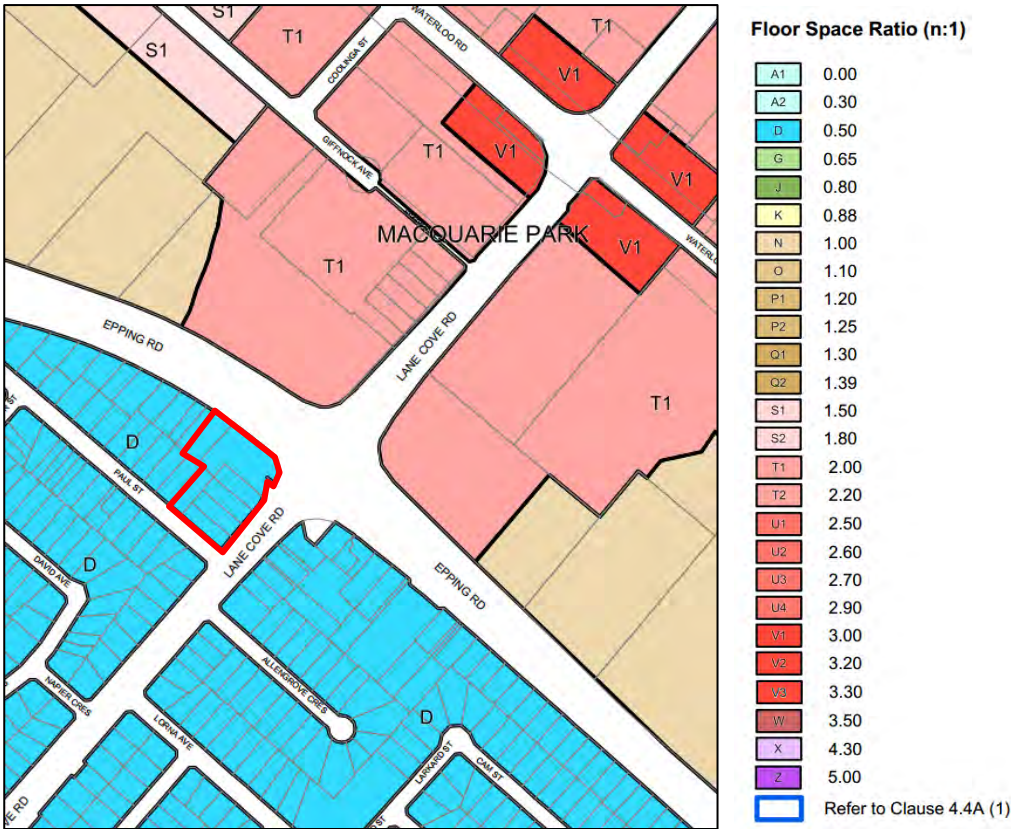 S1
S1
T1
COOLINGA ST
WATERLOO RD
T1
V1
GIFFNOCK AVE
T1
V1
V1
MACQUARIE PARK
V1
WATERLO
T1
EPPING RD
LANE COVE RD
T1
D
PAUL ST
LANE COVE RD
D
DAVID AVE
EPPING RD
NAPIER CRES
ALLENGROVE CRES
D
LORNA AVE
LARKARD ST
CAM ST
VE RD
Floor Space Ratio (n:1)
A1 0.00
A2 0.30
D 0.50
G 0.65
J 0.80
K 0.88
N 1.00
O 1.10
P1 1.20
P2 1.25
Q1 1.30
Q2 1.39
S1 1.50
S2 1.80
T1 2.00
T2 2.20
U1 2.50
U2 2.60
U3 2.70
U4 2.90
V1 3.00
V2 3.20
V3 3.30
W 3.50
X 4.30
Z 5.00
Refer to Clause 4.4A (1)